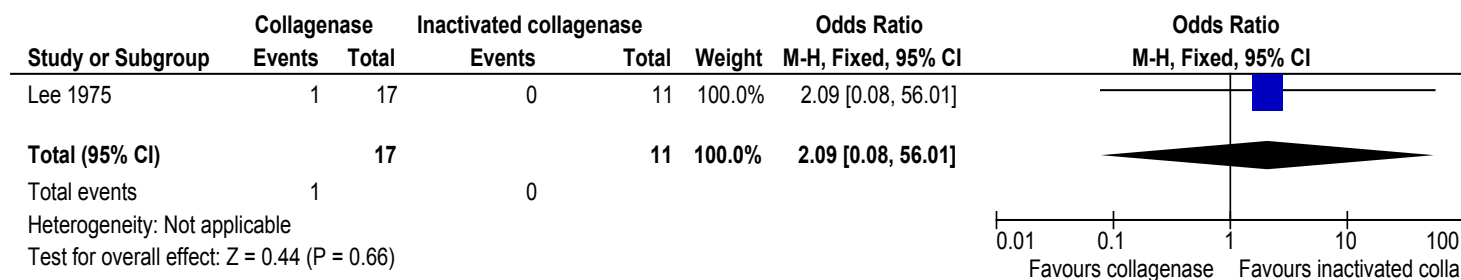 Collagenase Inactivated collagenase Odds Ratio Odds Ratio
Study or Subgroup Events Total Events Total Weight M-H, Fixed, 95% CI M-H, Fixed, 95% CI
Lee 1975 1 17 0 11 100.0% 2.09 [0.08, 56.01]
Total (95% CI) 17 11 100.0% 2.09 [0.08, 56.01]
Total events 1 0
Heterogeneity: Not applicable
Test for overall effect: Z = 0.44 (P = 0.66)
0.01 0.1 1 10 100
Favours collagenase Favours inactivated colla